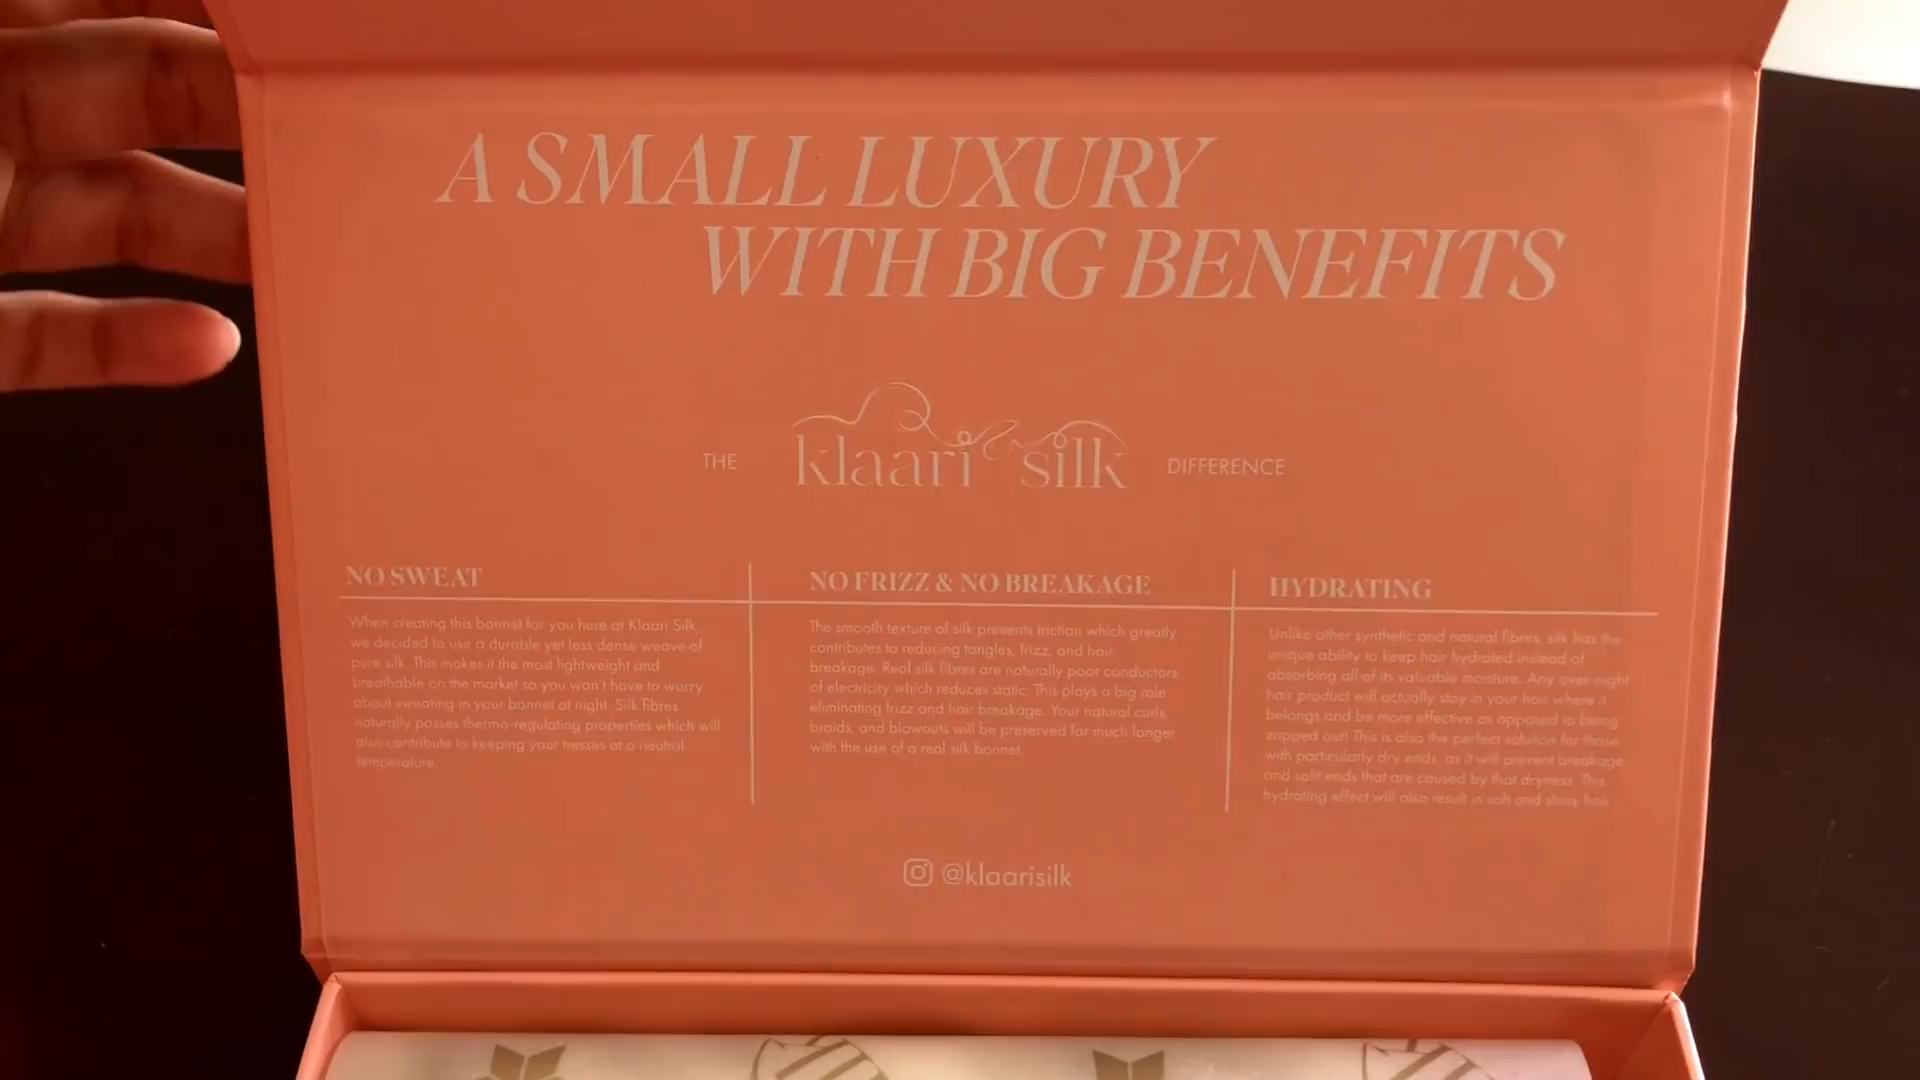 A SMALL LUXURY
WITH BIG BENEFITS
THE klaari silk DIFFERENCE
NO SWEAT
When creating this bonnet for you here at Klaari Silk,
we decided to use a durable yet less dense weave of
pure silk. This makes it the most lightweight and
breathable on the market so you won't have to worry
about sweating in your bonnet at night. Silk fibres
naturally posses thermo-regulating properties which will
also contribute to keeping your tresses at a neutral
temperature.
NO FRIZZ & NO BREAKAGE
The smooth texture of silk prevents friction which greatly
contributes to reducing tangles, frizz, and hair
breakage. Real silk fibres are naturally poor conductors
of electricity which reduces static. This plays a big role
eliminating frizz and hair breakage. Your natural curls,
braids, and blowouts will be preserved for much longer
with the use of a real silk bonnet.
HYDRATING
Unlike other synthetic and natural fibres, silk has the
unique ability to keep hair hydrated instead of
absorbing all of its valuable moisture. Any over-night
hair product will actually stay in your hair where it
belongs and be more effective as opposed to being
zapped out! This is also the perfect solution for those
with particularly dry ends, as it will prevent breakage
and split ends that are caused by that dryness. This
hydrating effect will also result in soft and shiny hair
@klaarisilk